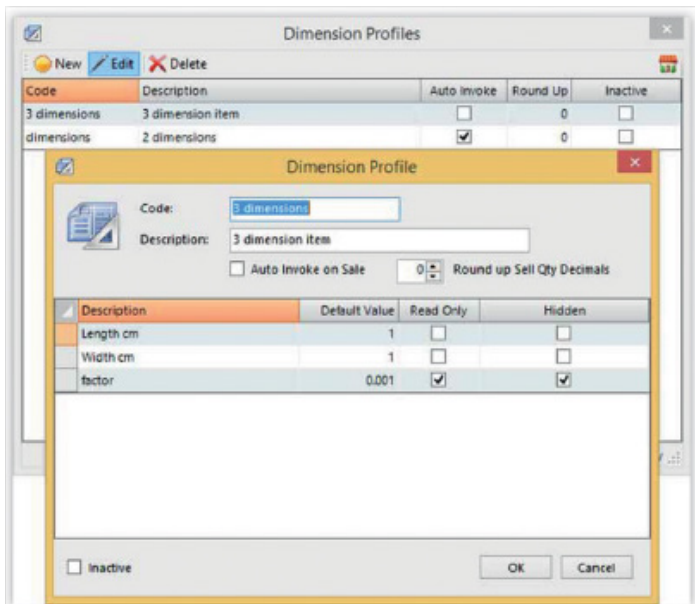 Dimension Profiles
New Edit Delete
Code Description Auto Invoke Round Up Inactive
3 dimensions 3 dimension item 0
dimensions 2 dimensions 0
Dimension Profile
Code: 3 dimensions
Description: 3 dimension item
Auto Invoke on Sale 0 Round up Sell Qty Decimals
Description Default Value Read Only Hidden
Length cm 1
Width cm 1
factor 0.001
Inactive OK Cancel